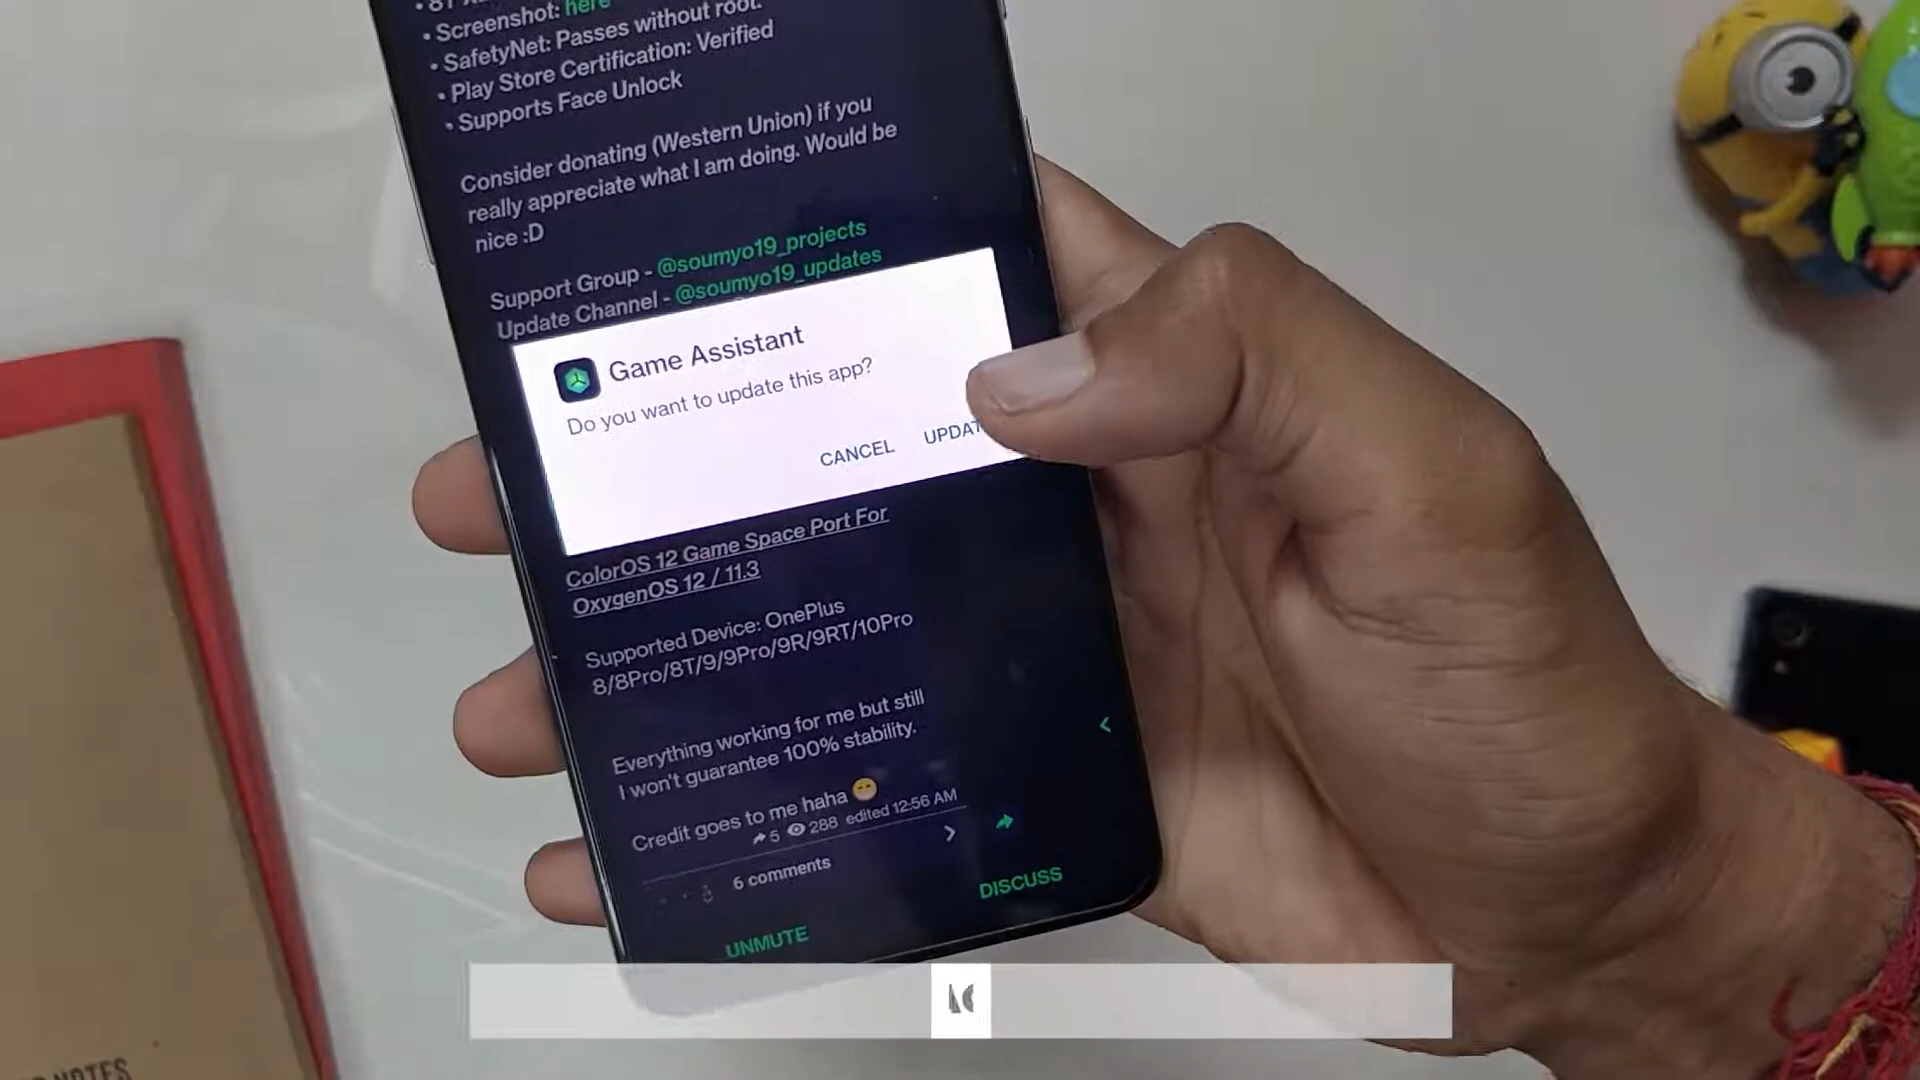 • Screenshot: here
• SafetyNet: Passes without root.
• Play Store Certification: Verified
• Supports Face Unlock
Consider donating (Western Union) if you
really appreciate what I am doing. Would be
nice :D
Support Group - @soumyo19_projects
Update Channel - @soumyo19_updates
Game Assistant
Do you want to update this app?
CANCEL UPDAT
ColorOS 12 Game Space Port For
OxygenOS 12 / 11.3
Supported Device: OnePlus
8/8Pro/8T/9/9Pro/9R/9RT/10Pro
Everything working for me but still
I won't guarantee 100% stability.
Credit goes to me haha 😁
5 288 edited 12:56 AM
6 comments
DISCUSS
UNMUTE
NOTES